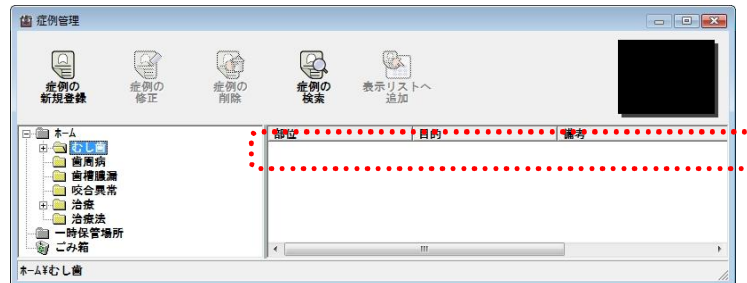 症例管理
症例の
新規登録
症例の
修正
症例の
削除
症例の
検索
表示リストへ
追加
ホーム
むし歯
歯周病
歯槽膿漏
咬合異常
治療
治療法
一時保管場所
ごみ箱
部位
目的
備考
ホーム¥むし歯